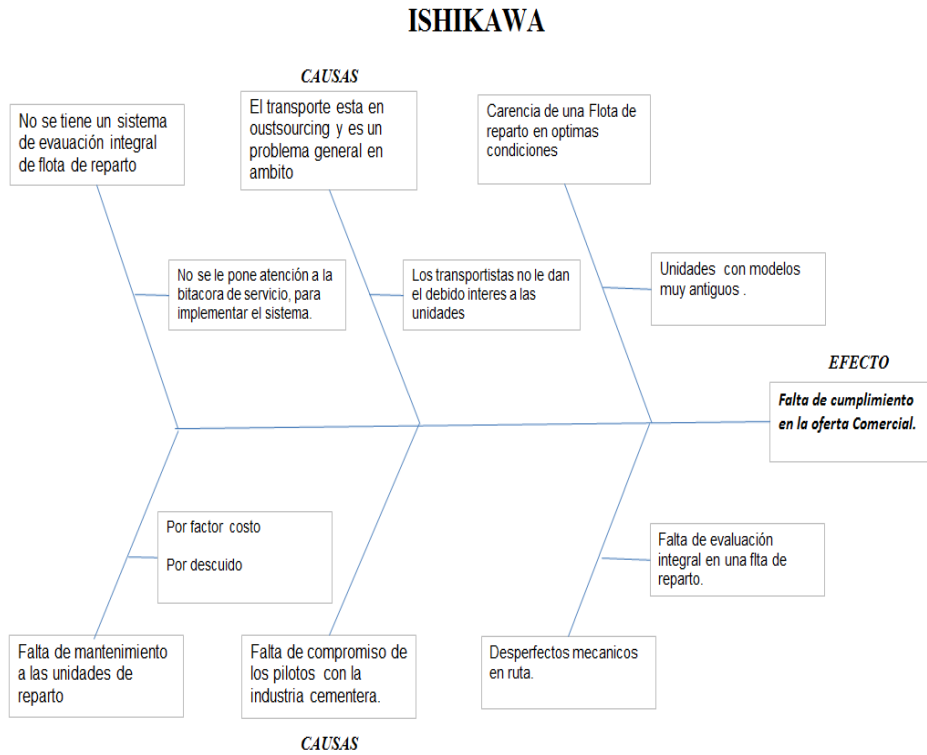 ISHIKAWA
CAUSAS
No se tiene un sistema
de evauación integral
de flota de reparto
El transporte esta en
oustsourcing y es un
problema general en
ambito
Carencia de una Flota de
reparto en optimas
condiciones
No se le pone atención a la
bitacora de servicio, para
implementar el sistema.
Los transportistas no le dan
el debido interes a las
unidades
Unidades con modelos
muy antiguos .
EFECTO
Falta de cumplimiento
en la oferta Comercial.
Por factor costo
Por descuido
Falta de evaluación
integral en una flta de
reparto.
Falta de mantenimiento
a las unidades de
reparto
Falta de compromiso de
los pilotos con la
industria cementera.
Desperfectos mecanicos
en ruta.
CAUSAS